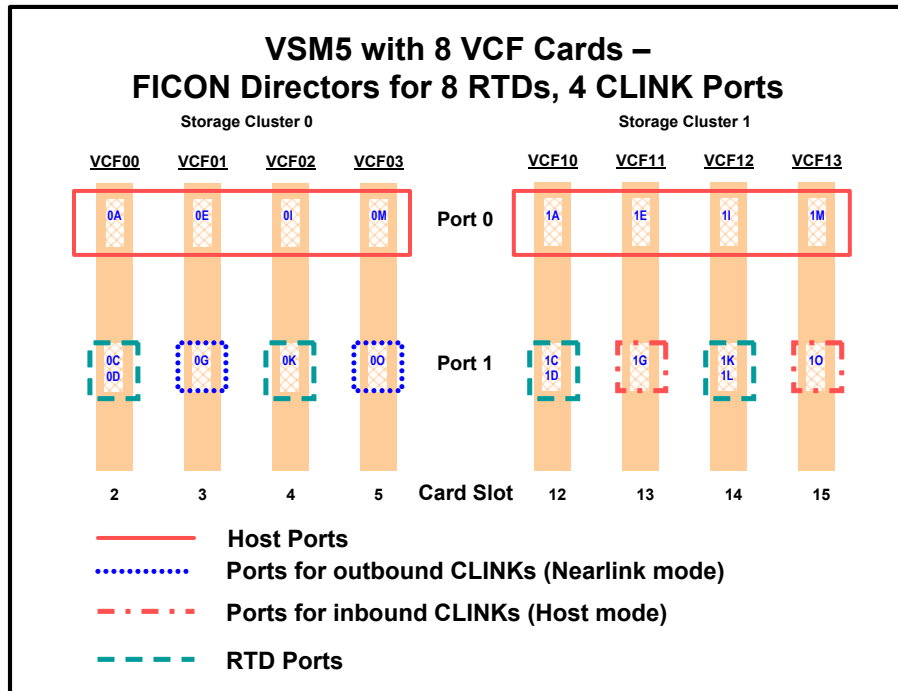 VSM5 with 8 VCF Cards –
FICON Directors for 8 RTDs, 4 CLINK Ports
Storage Cluster 0 Storage Cluster 1
VCF00 VCF01 VCF02 VCF03 VCF10 VCF11 VCF12 VCF13
0A 0E 0I 0M Port 0 1A 1E 1I 1M
0C 0G 0K 0O Port 1 1C 1G 1K 1O
0D 1D 1L
2 3 4 5 Card Slot 12 13 14 15
Host Ports
Ports for outbound CLINKs (Nearlink mode)
Ports for inbound CLINKs (Host mode)
RTD Ports